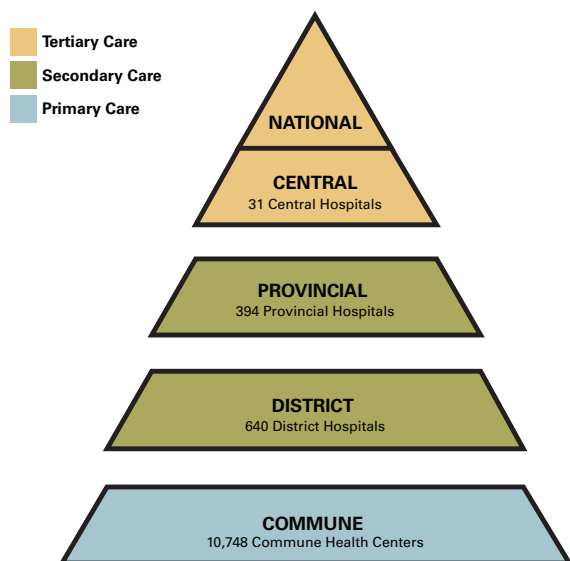 Tertiary Care
Secondary Care
Primary Care
NATIONAL
CENTRAL
31 Central Hospitals
PROVINCIAL
394 Provincial Hospitals
DISTRICT
640 District Hospitals
COMMUNE
10,748 Commune Health Centers